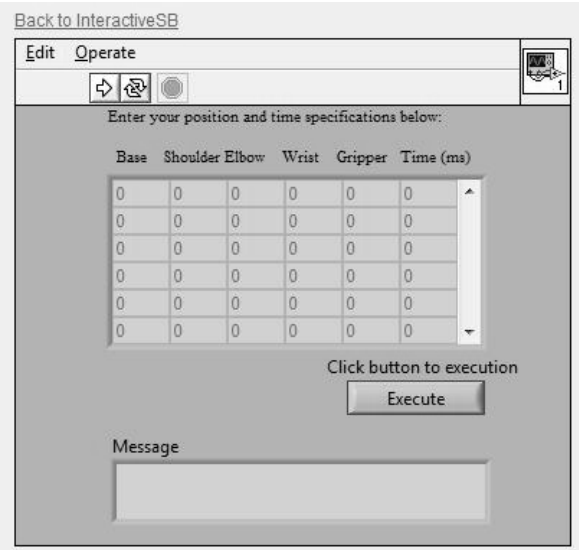 Back to InteractiveSB
Edit Operate
1
Enter your position and time specifications below:
Base Shoulder Elbow Wrist Gripper Time (ms)
0 0 0 0 0 0
0 0 0 0 0 0
0 0 0 0 0 0
0 0 0 0 0 0
0 0 0 0 0 0
0 0 0 0 0 0
Click button to execution
Execute
Message